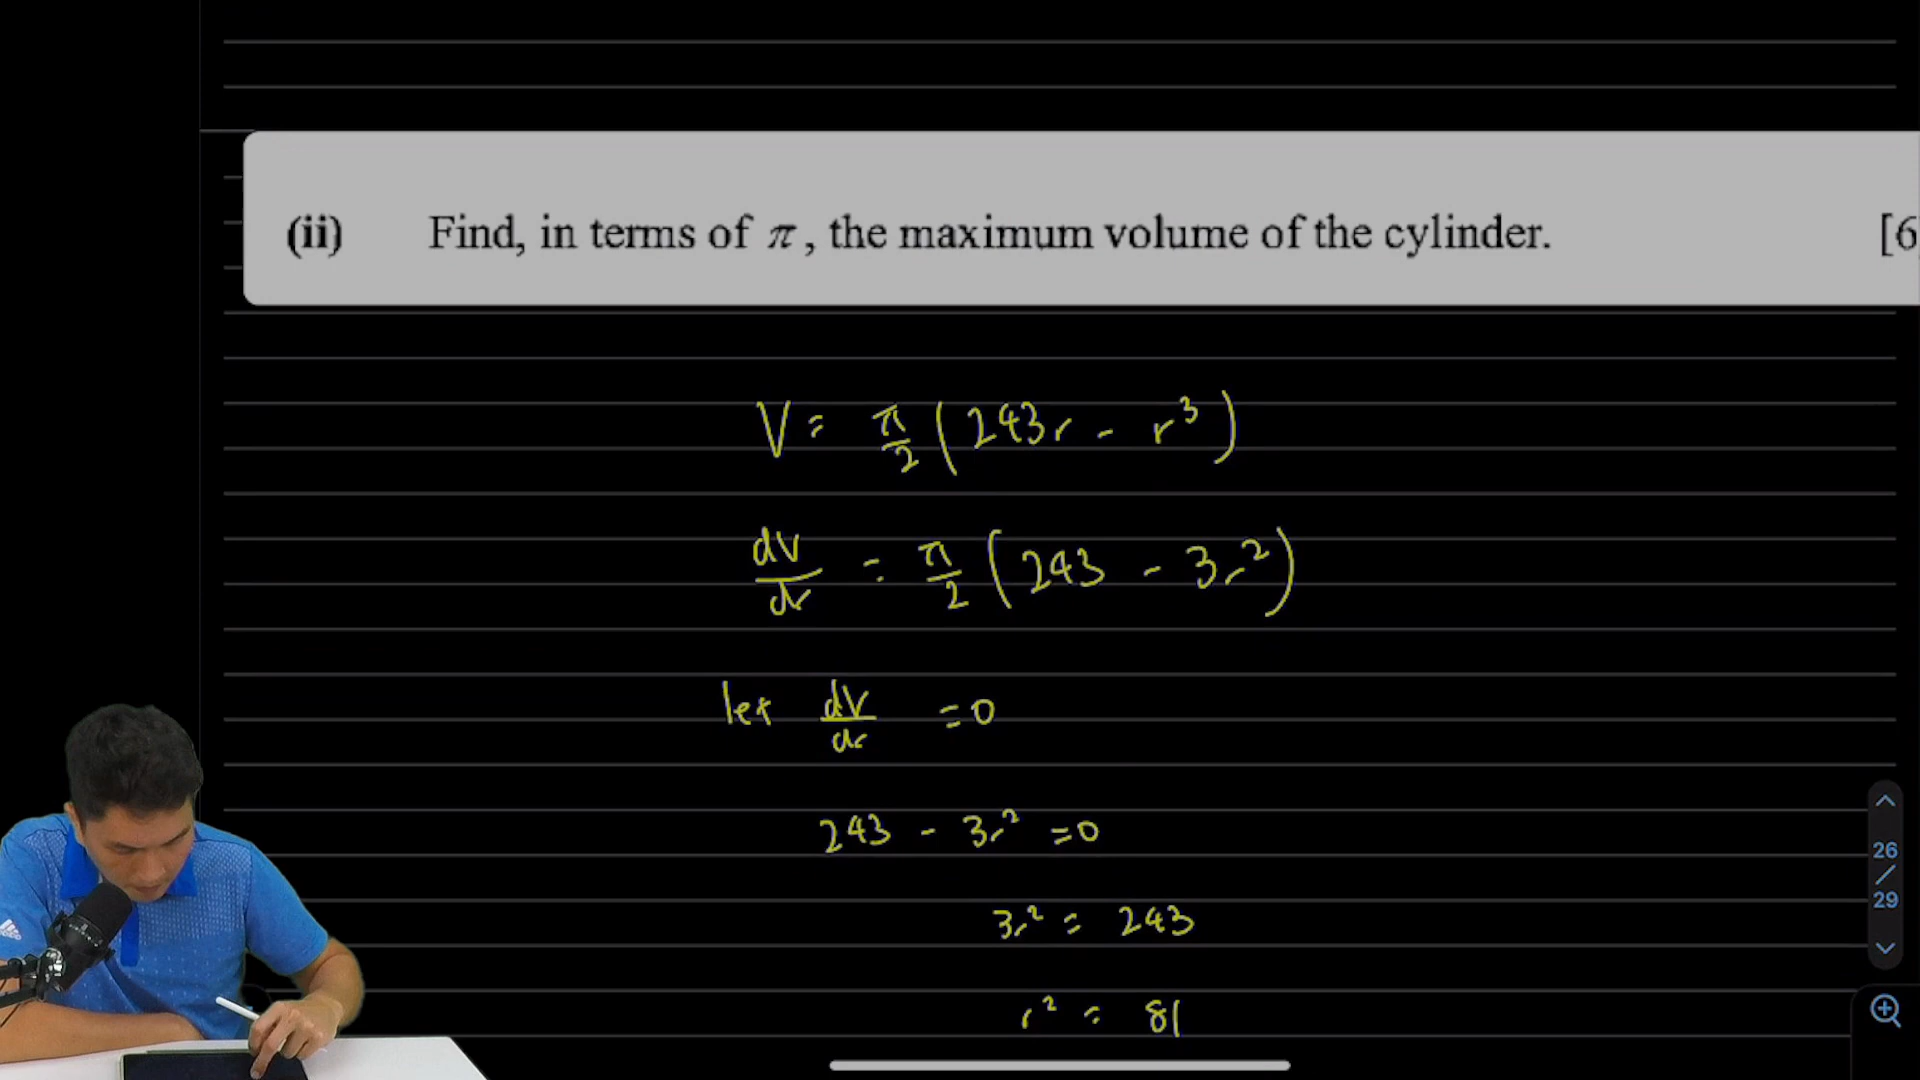 (ii) Find, in terms of π, the maximum volume of the cylinder. [6
V = π/2 (243r - r³)
dV/dr = π/2 (243 - 3r²)
let dV/dr = 0
243 - 3r² = 0
3r² = 243
r² = 81
26
/
29